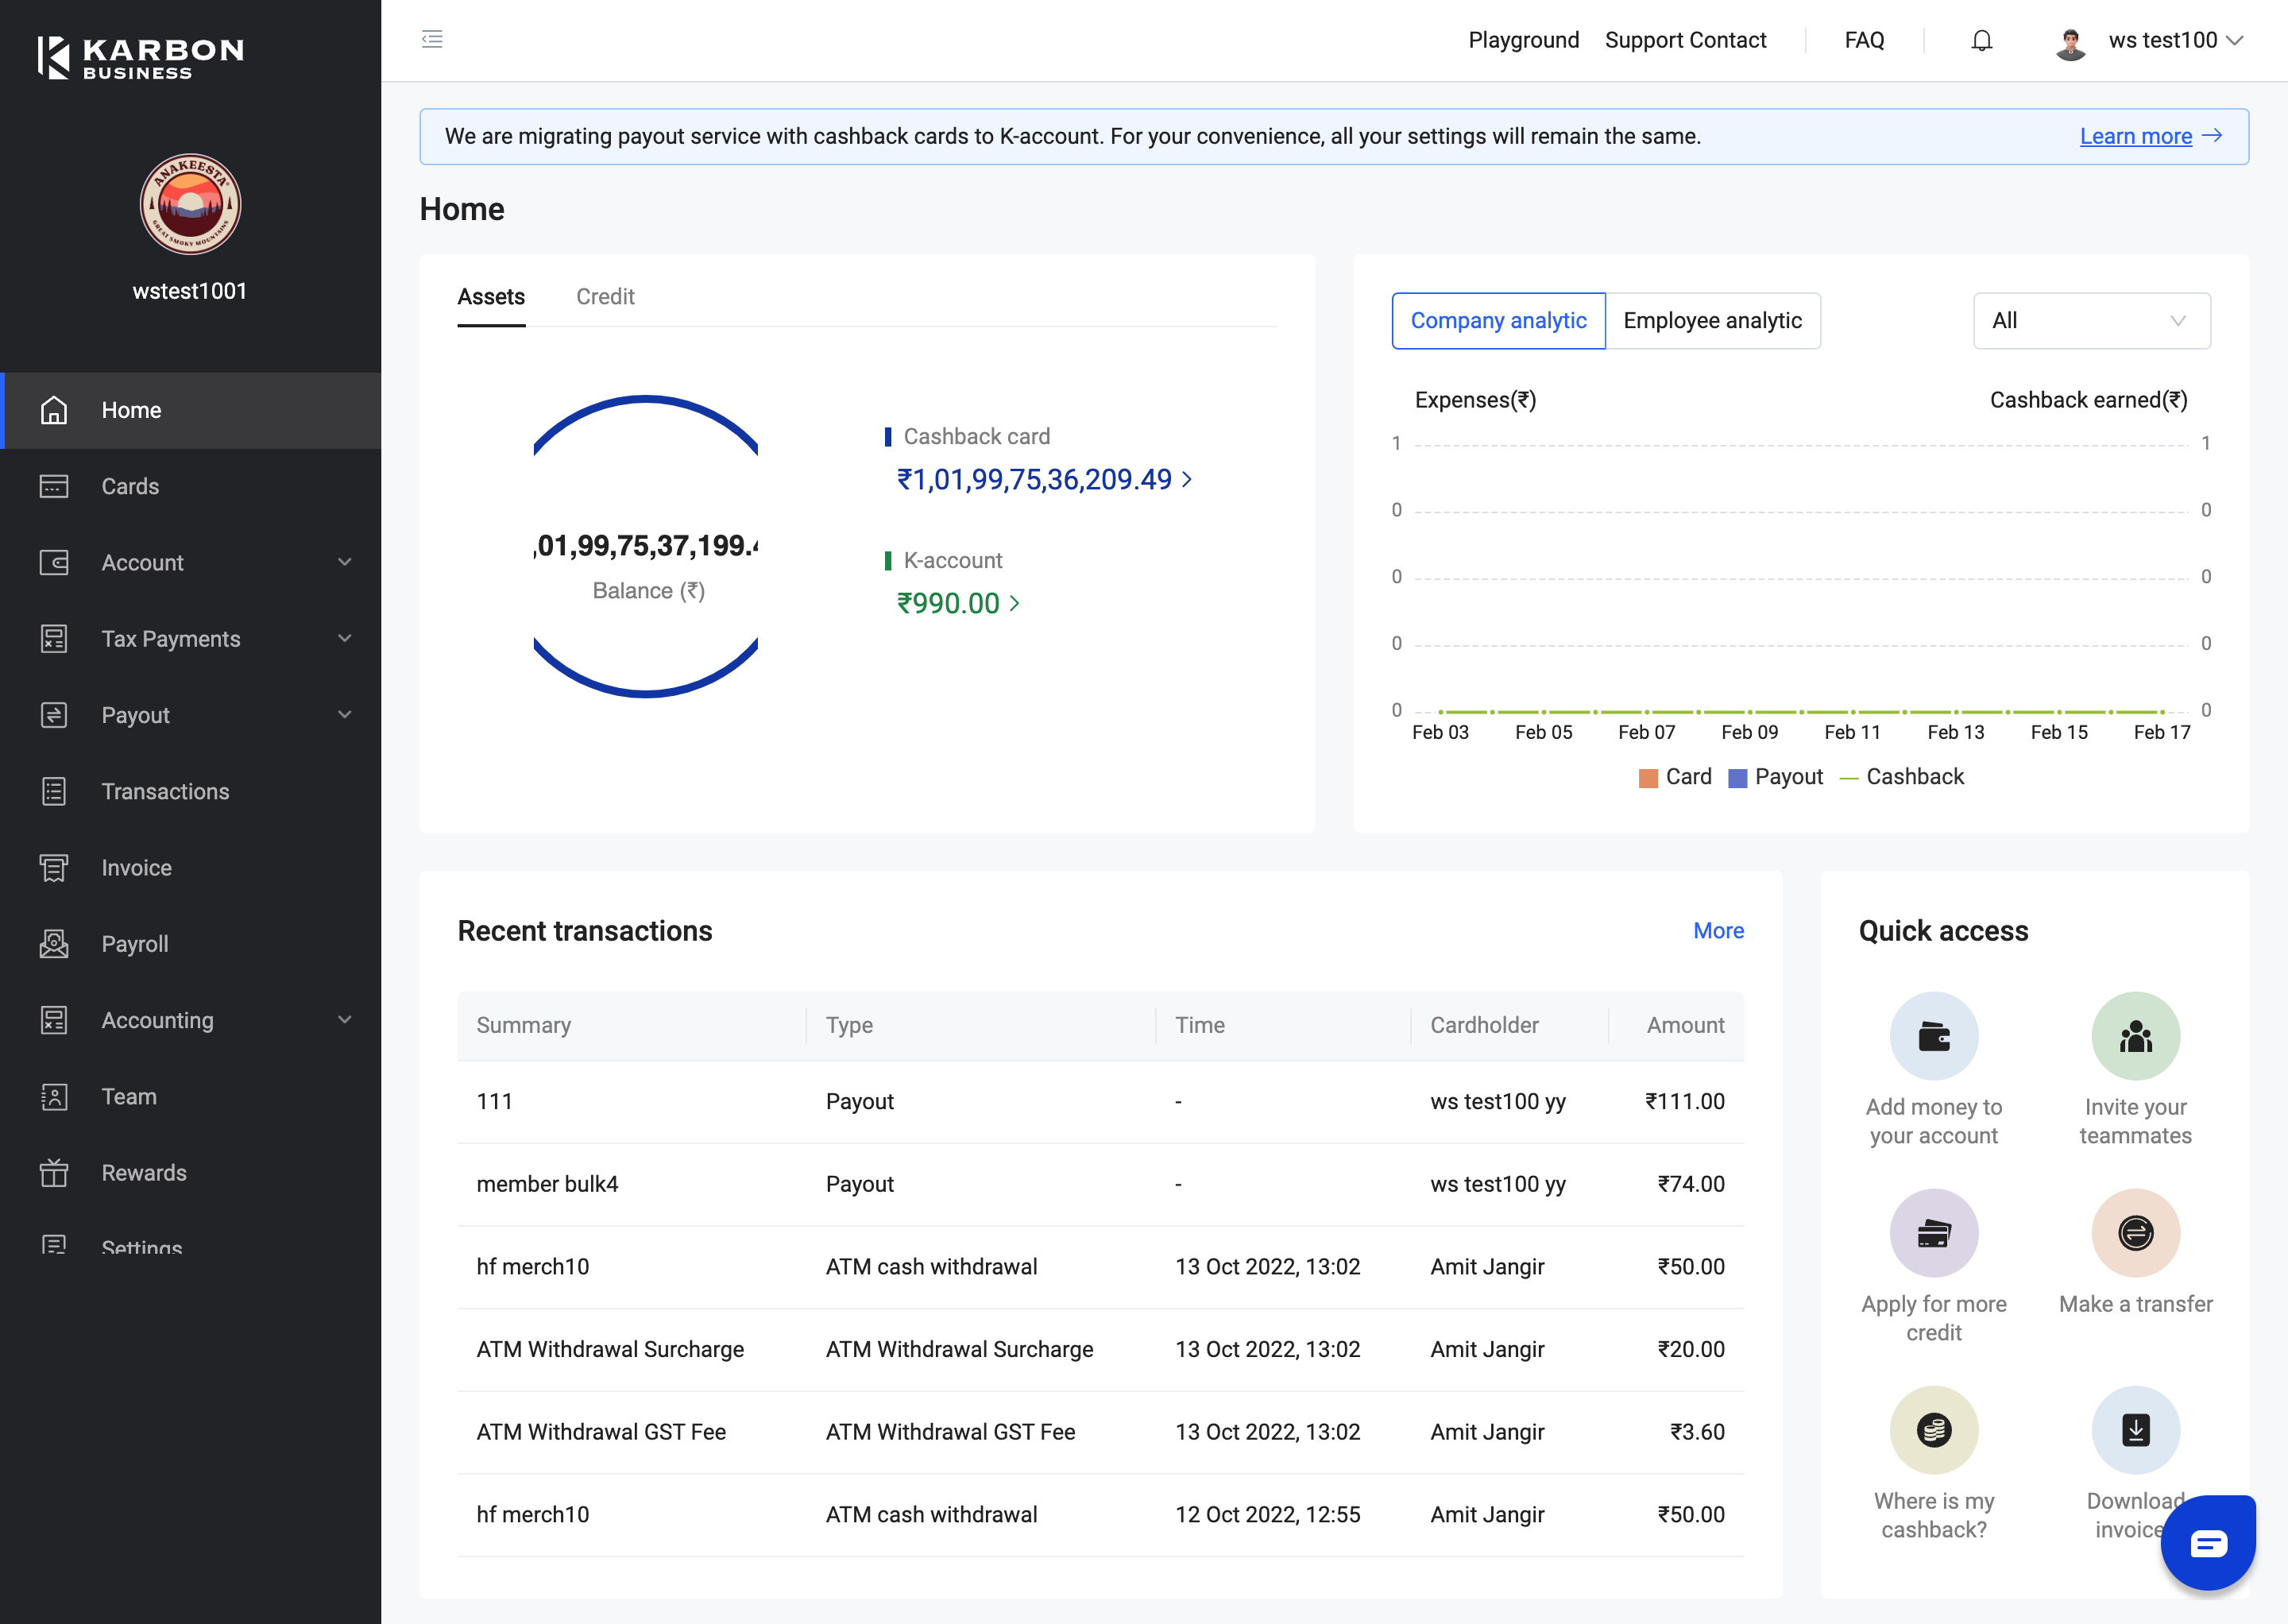 KARBON
BUSINESS
ANAKEESTA
GREAT SMOKY MOUNTAINS
wstest1001
Home
Cards
Account
Tax Payments
Payout
Transactions
Invoice
Payroll
Accounting
Team
Rewards
Settings
Playground Support Contact FAQ ws test100
We are migrating payout service with cashback cards to K-account. For your convenience, all your settings will remain the same. Learn more →
Home
Assets Credit
,01,99,75,37,199.4
Balance (₹)
Cashback card
₹1,01,99,75,36,209.49 >
K-account
₹990.00 >
Company analytic Employee analytic All
Expenses(₹) Cashback earned(₹)
1 1
0 0
0 0
0 0
0 0
Feb 03 Feb 05 Feb 07 Feb 09 Feb 11 Feb 13 Feb 15 Feb 17
Card Payout Cashback
Recent transactions More
Summary Type Time Cardholder Amount
111 Payout - ws test100 yy ₹111.00
member bulk4 Payout - ws test100 yy ₹74.00
hf merch10 ATM cash withdrawal 13 Oct 2022, 13:02 Amit Jangir ₹50.00
ATM Withdrawal Surcharge ATM Withdrawal Surcharge 13 Oct 2022, 13:02 Amit Jangir ₹20.00
ATM Withdrawal GST Fee ATM Withdrawal GST Fee 13 Oct 2022, 13:02 Amit Jangir ₹3.60
hf merch10 ATM cash withdrawal 12 Oct 2022, 12:55 Amit Jangir ₹50.00
Quick access
Add money to
your account
Invite your
teammates
Apply for more
credit
Make a transfer
Where is my
cashback?
Download
invoice